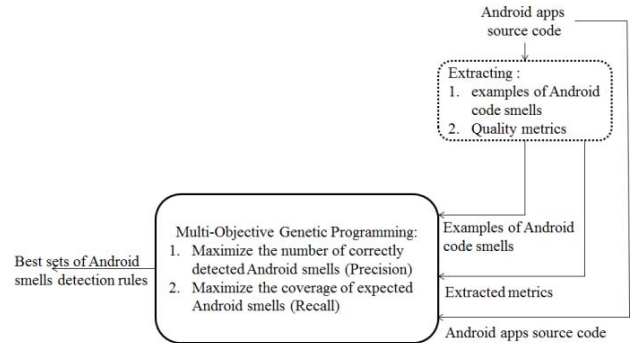 Android apps
source code
Extracting :
1. examples of Android
code smells
2. Quality metrics
Multi-Objective Genetic Programming:
1. Maximize the number of correctly
detected Android smells (Precision)
2. Maximize the coverage of expected
Android smells (Recall)
Examples of Android
code smells
Extracted metrics
Android apps source code
Best sets of Android
smells detection rules